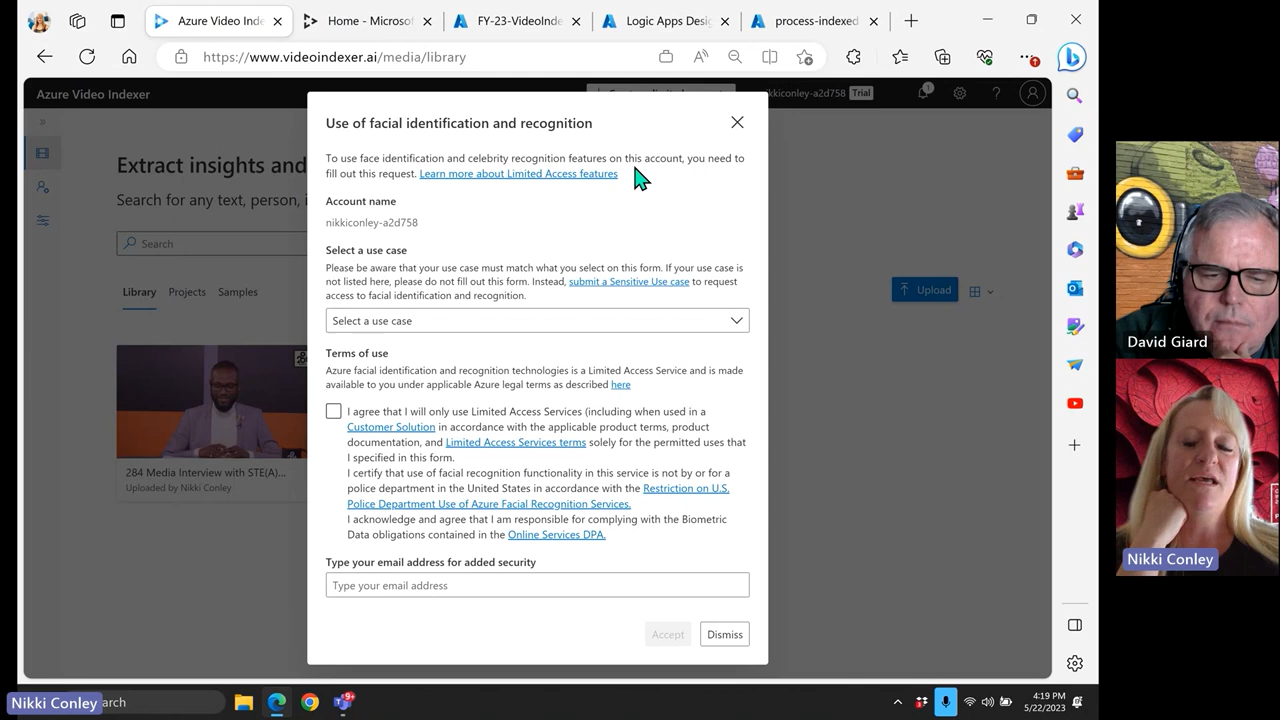 Azure Video Inde
Home - Microsof
FY-23-VideoInde
Logic Apps Desig
process-indexed
https://www.videoindexer.ai/media/library
Azure Video Indexer
kkiconley-a2d758 Trial
1
Extract insights and
Search for any text, person, i
Search
Library Projects Samples
Upload
284 Media Interview with STE(A)...
Uploaded by Nikki Conley
Use of facial identification and recognition
To use face identification and celebrity recognition features on this account, you need to
fill out this request. Learn more about Limited Access features
Account name
nikkiconley-a2d758
Select a use case
Please be aware that your use case must match what you select on this form. If your use case is
not listed here, please do not fill out this form. Instead, submit a Sensitive Use case to request
access to facial identification and recognition.
Select a use case
Terms of use
Azure facial identification and recognition technologies is a Limited Access Service and is made
available to you under applicable Azure legal terms as described here
I agree that I will only use Limited Access Services (including when used in a
Customer Solution in accordance with the applicable product terms, product
documentation, and Limited Access Services terms solely for the permitted uses that
I specified in this form.
I certify that use of facial recognition functionality in this service is not by or for a
police department in the United States in accordance with the Restriction on U.S.
Police Department Use of Azure Facial Recognition Services.
I acknowledge and agree that I am responsible for complying with the Biometric
Data obligations contained in the Online Services DPA.
Type your email address for added security
Type your email address
Accept
Dismiss
David Giard
Nikki Conley
Nikki Conley
arch
9+
4:19 PM
5/22/2023